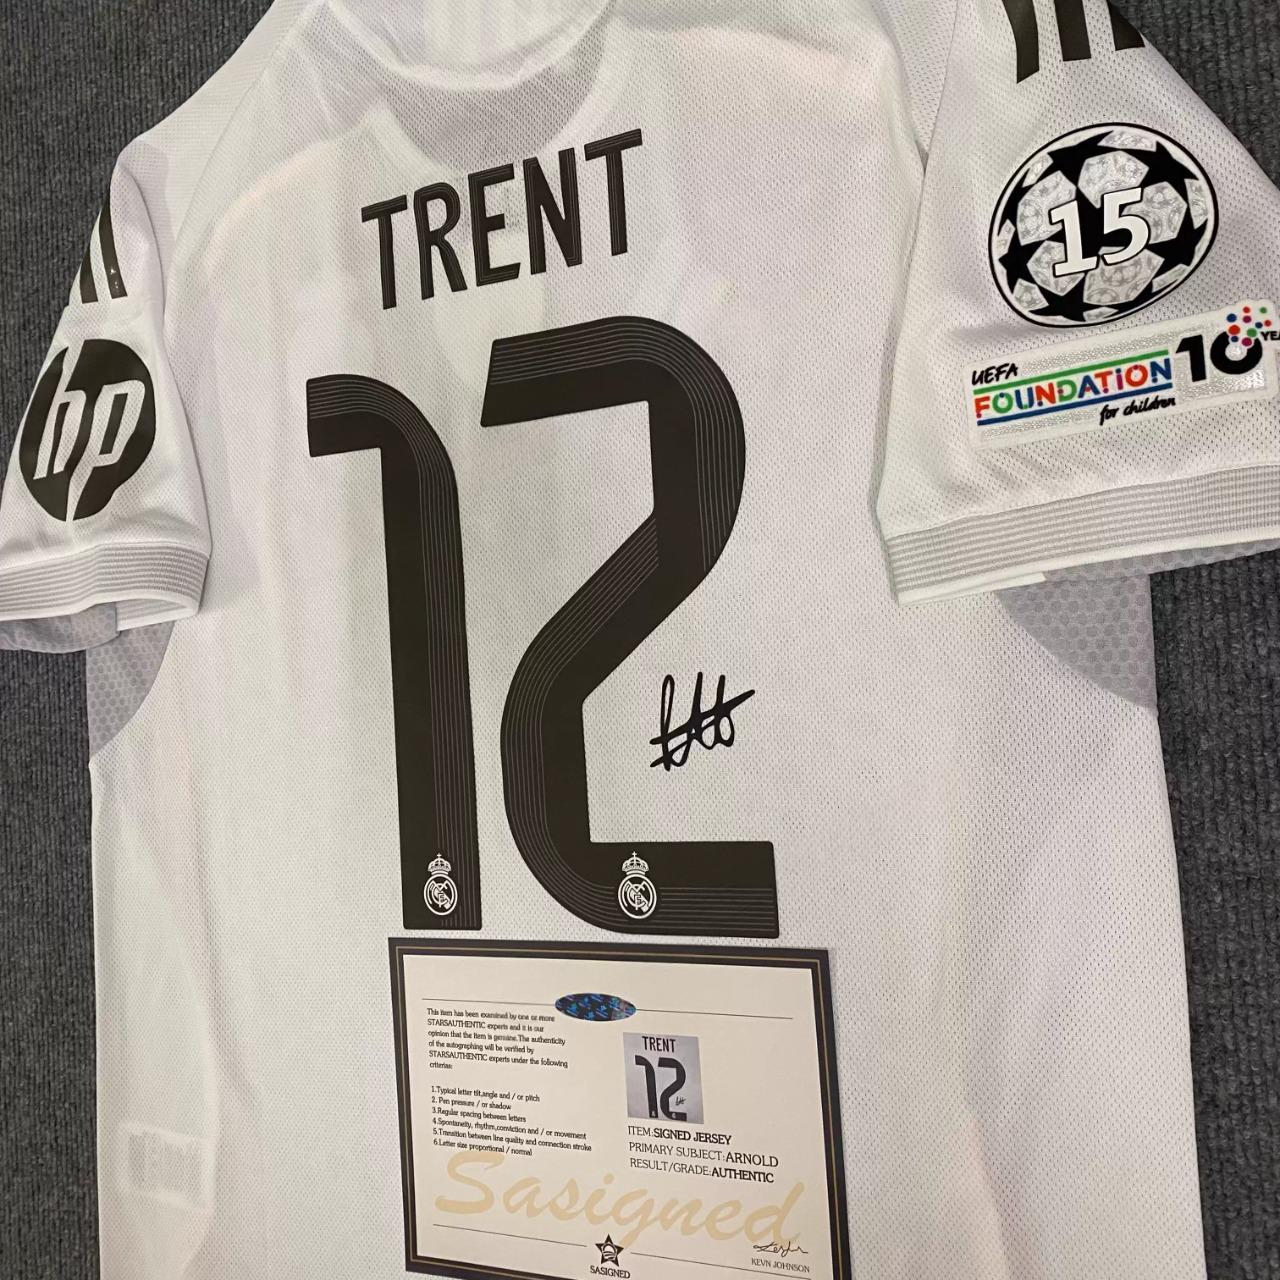 TRENT
12
hp
15
UEFA
FOUNDATION
for children
10
This item has been examined by one or more
STARSAUTHENTIC experts and it is our
opinion that the item is genuine.The authenticity
of the autographing will be verified by
STARSAUTHENTIC experts under the following
criterias:
1.Typical letter tilt,angle and / or pitch
2. Pen pressure / or shadow
3.Regular spacing between letters
4.Spontaneity, rhythm,conviction and / or movement
5.Transition between line quality and connection stroke
6.Letter size proportional / normal
TRENT
12
ITEM:SIGNED JERSEY
PRIMARY SUBJECT:ARNOLD
RESULT/GRADE:AUTHENTIC
Sasigned
SASIGNED
KEVN JOHNSON